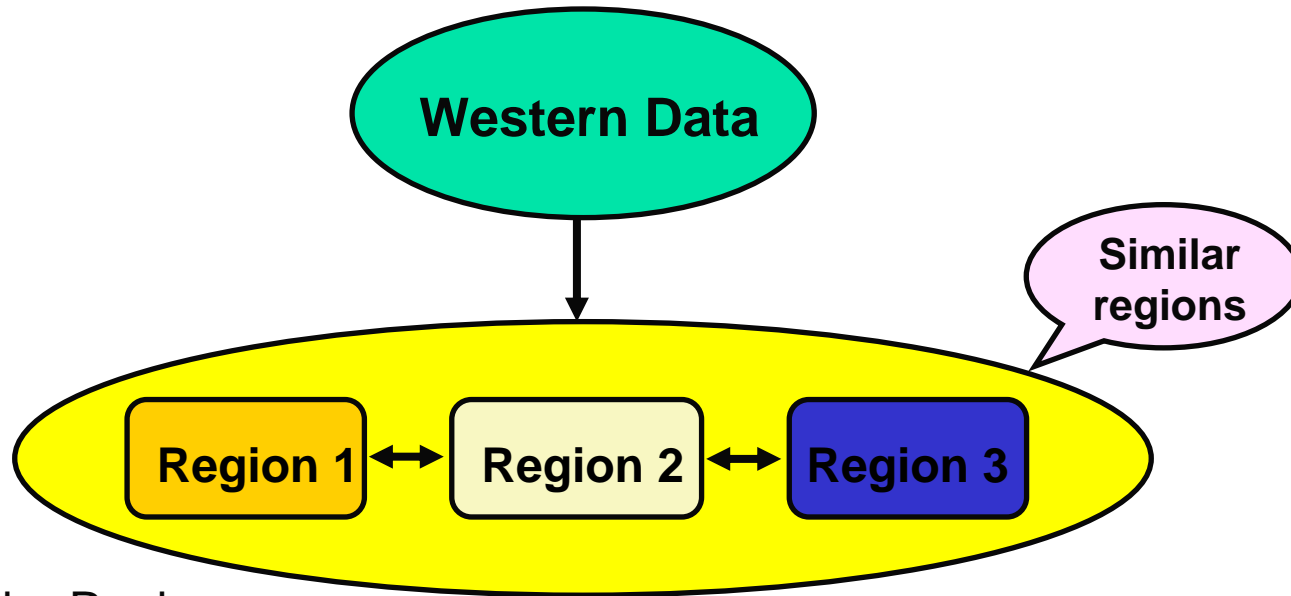 Western Data
Similar
regions
Region 1
Region 2
Region 3